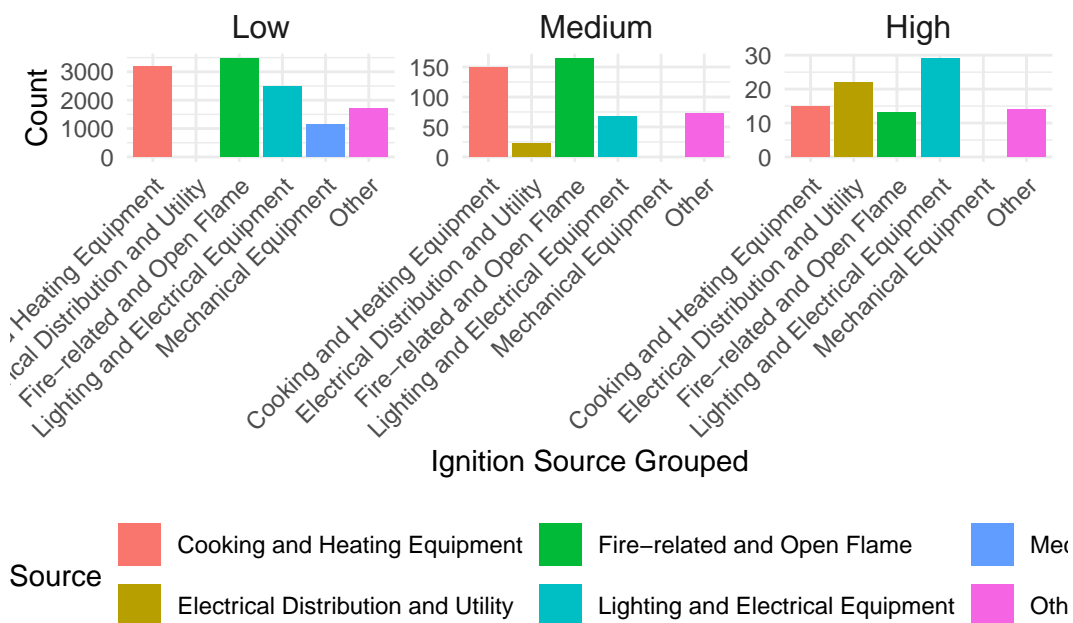 Low
Medium
High
Count
3000
2000
1000
0
150
100
50
0
30
20
10
0
Heating Equipment
Distribution and Utility
Fire−related and Open Flame
Lighting and Electrical Equipment
Mechanical Equipment
Other
Cooking and Heating Equipment
Electrical Distribution and Utility
Fire−related and Open Flame
Lighting and Electrical Equipment
Mechanical Equipment
Other
Cooking and Heating Equipment
Electrical Distribution and Utility
Fire−related and Open Flame
Lighting and Electrical Equipment
Mechanical Equipment
Other
Ignition Source Grouped
Source
Cooking and Heating Equipment
Fire−related and Open Flame
Electrical Distribution and Utility
Lighting and Electrical Equipment